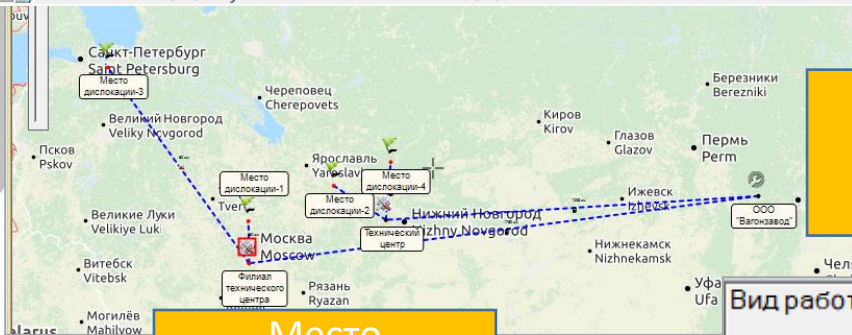 Санкт-Петербург
Saint Petersburg
Место
дислокации-3
Череповец
Cherepovets
Березники
Berezniki
Великий Новгород
Veliky Novgorod
Киров
Kirov
Псков
Pskov
Глазов
Glazov
Пермь
Perm
Ярославль
Место
дислокации-1
Место
дислокации-4
Место
дислокации-2
Tver
Ижевск
Izhevsk
ООО
"Вагонзавод"
Великие Луки
Velikiye Luki
Нижний Новгород
Nizhny Novgorod
Технический
центр
Москва
Moscow
Нижнекамск
Nizhnekamsk
Витебск
Vitebsk
Филиал
технического
центра
Рязань
Ryazan
Уфа
Ufa
Чел
Вид работ
Могилёв
Mahilyow
elarus
Место